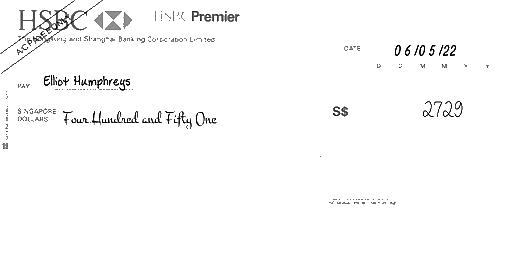 HSBC HSBC Premier
A/C PAYEE ONLY
The Hongkong and Shanghai Banking Corporation Limited
DATE 06/05/22
D D M M Y Y
PAY Elliot Humphreys
SINGAPORE
DOLLARS Four Hundred and Fifty One
S$ 2729